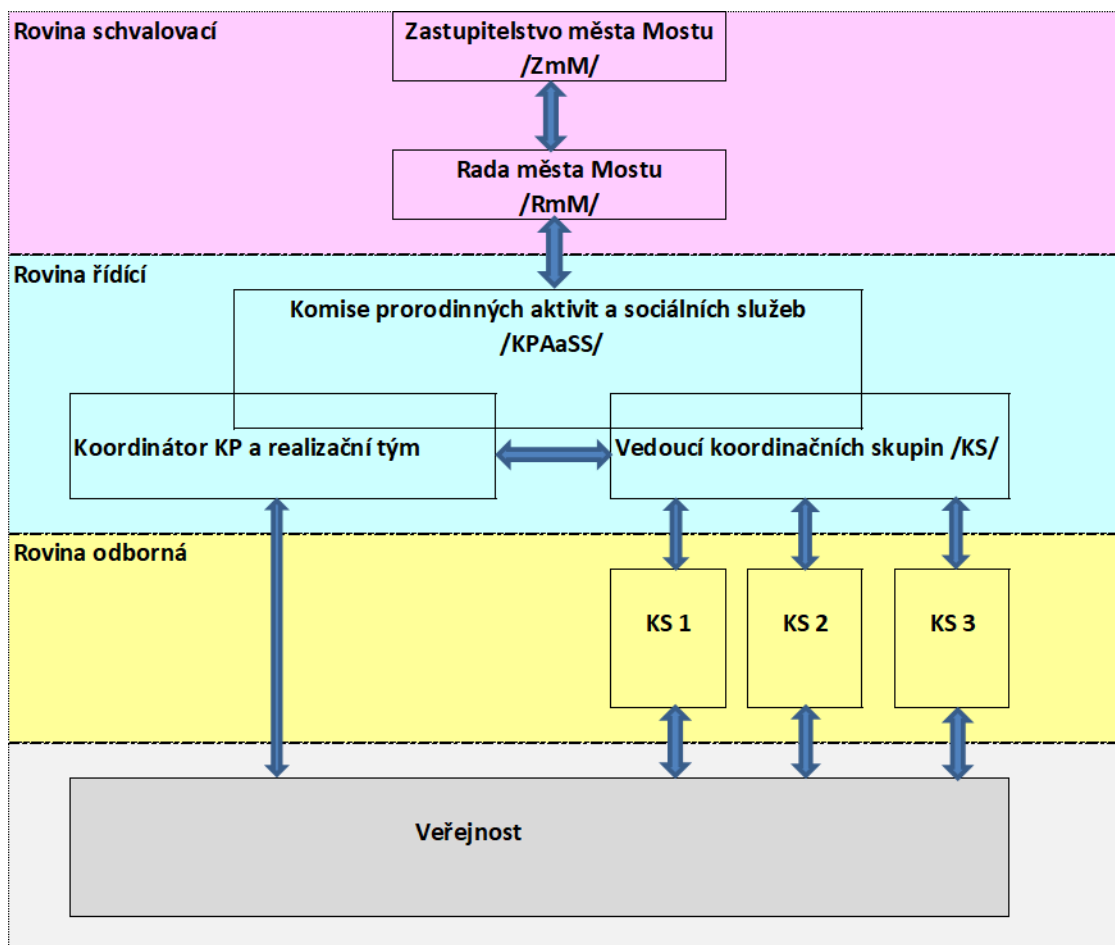 Rovina schvalovací
Zastupitelstvo města Mostu
/ZmM/
Rada města Mostu
/RmM/
Rovina řídící
Komise prorodinných aktivit a sociálních služeb
/KPAaSS/
Koordinátor KP a realizační tým
Vedoucí koordinačních skupin /KS/
Rovina odborná
KS 1
KS 2
KS 3
Veřejnost